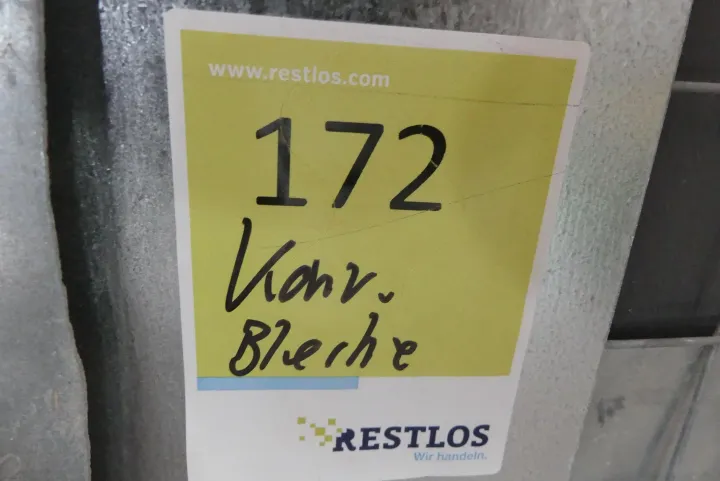 www.restlos.com
172
Konv.
Bleche
RESTLOS
Wir handeln.